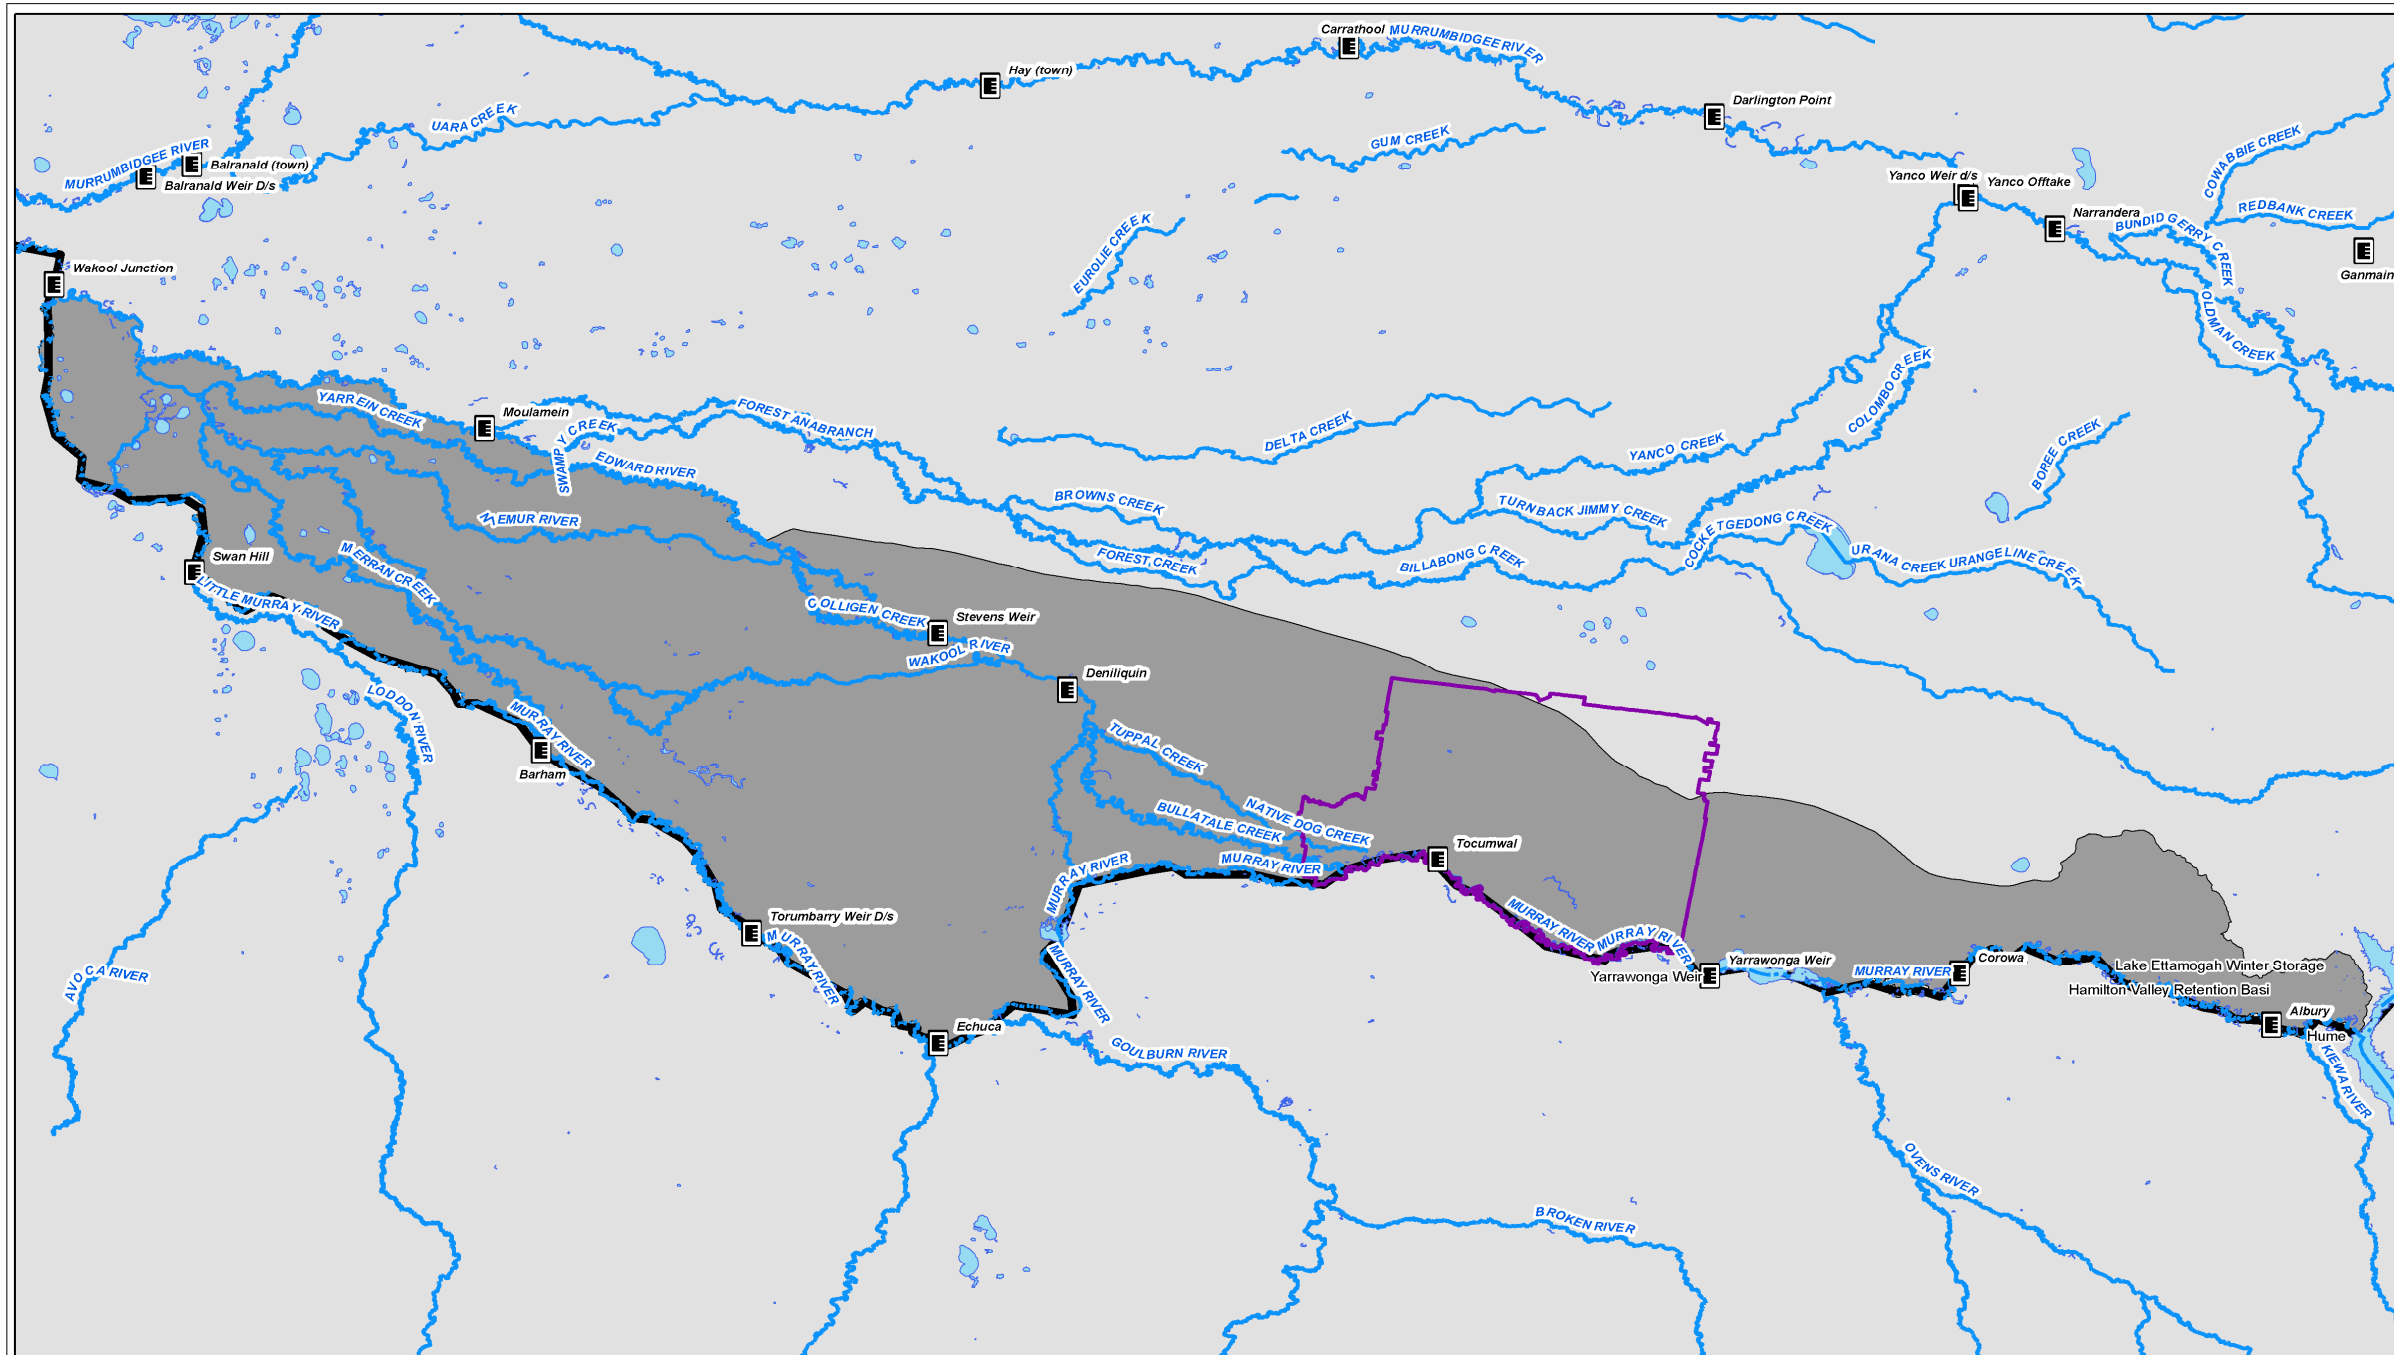 Carrathool
MURRUMBIDGEE RIVER
Hay (town)
Darlington Point
UARA CREEK
GUM CREEK
COWABBIE CREEK
MURRUMBIDGEE RIVER
Balranald (town)
Balranald Weir D/s
Yanco Weir d/s
Yanco Offtake
Narrandera
REDBANK CREEK
BUNDIDGERRY CREEK
EUROLIE CREEK
Ganmain
Wakool Junction
OLDMAN CREEK
COLOMBO CREEK
YARREIN CREEK
Moulamein
SWAMPY CREEK
FOREST ANABRANCH
DELTA CREEK
YANCO CREEK
BOREE CREEK
EDWARD RIVER
BROWNS CREEK
TURNBACK JIMMY CREEK
COCKETGEDONG CREEK
NEMUR RIVER
FOREST CREEK
BILLABONG CREEK
URANA CREEK
URANGELINE CREEK
Swan Hill
MERRAN CREEK
LITTLE MURRAY RIVER
COLLIGEN CREEK
Stevens Weir
WAKOOL RIVER
Deniliquin
LODDON RIVER
MURRAY RIVER
TUPPAL CREEK
Barham
NATIVE DOG CREEK
BULLATALE CREEK
Tocumwal
MURRAY RIVER
MURRAY RIVER
Torumbarry Weir D/s
MURRAY RIVER
MURRAY RIVER
MURRAY RIVER
MURRAY RIVER
Yarrawonga Weir
Yarrawonga Weir
MURRAY RIVER
Corowa
Lake Ettamogah Winter Storage
Hamilton Valley Retention Basi
AVOCA RIVER
MURRAY RIVER
Echuca
Albury
Hume
GOULBURN RIVER
KIEWA RIVER
OVENS RIVER
BROKEN RIVER